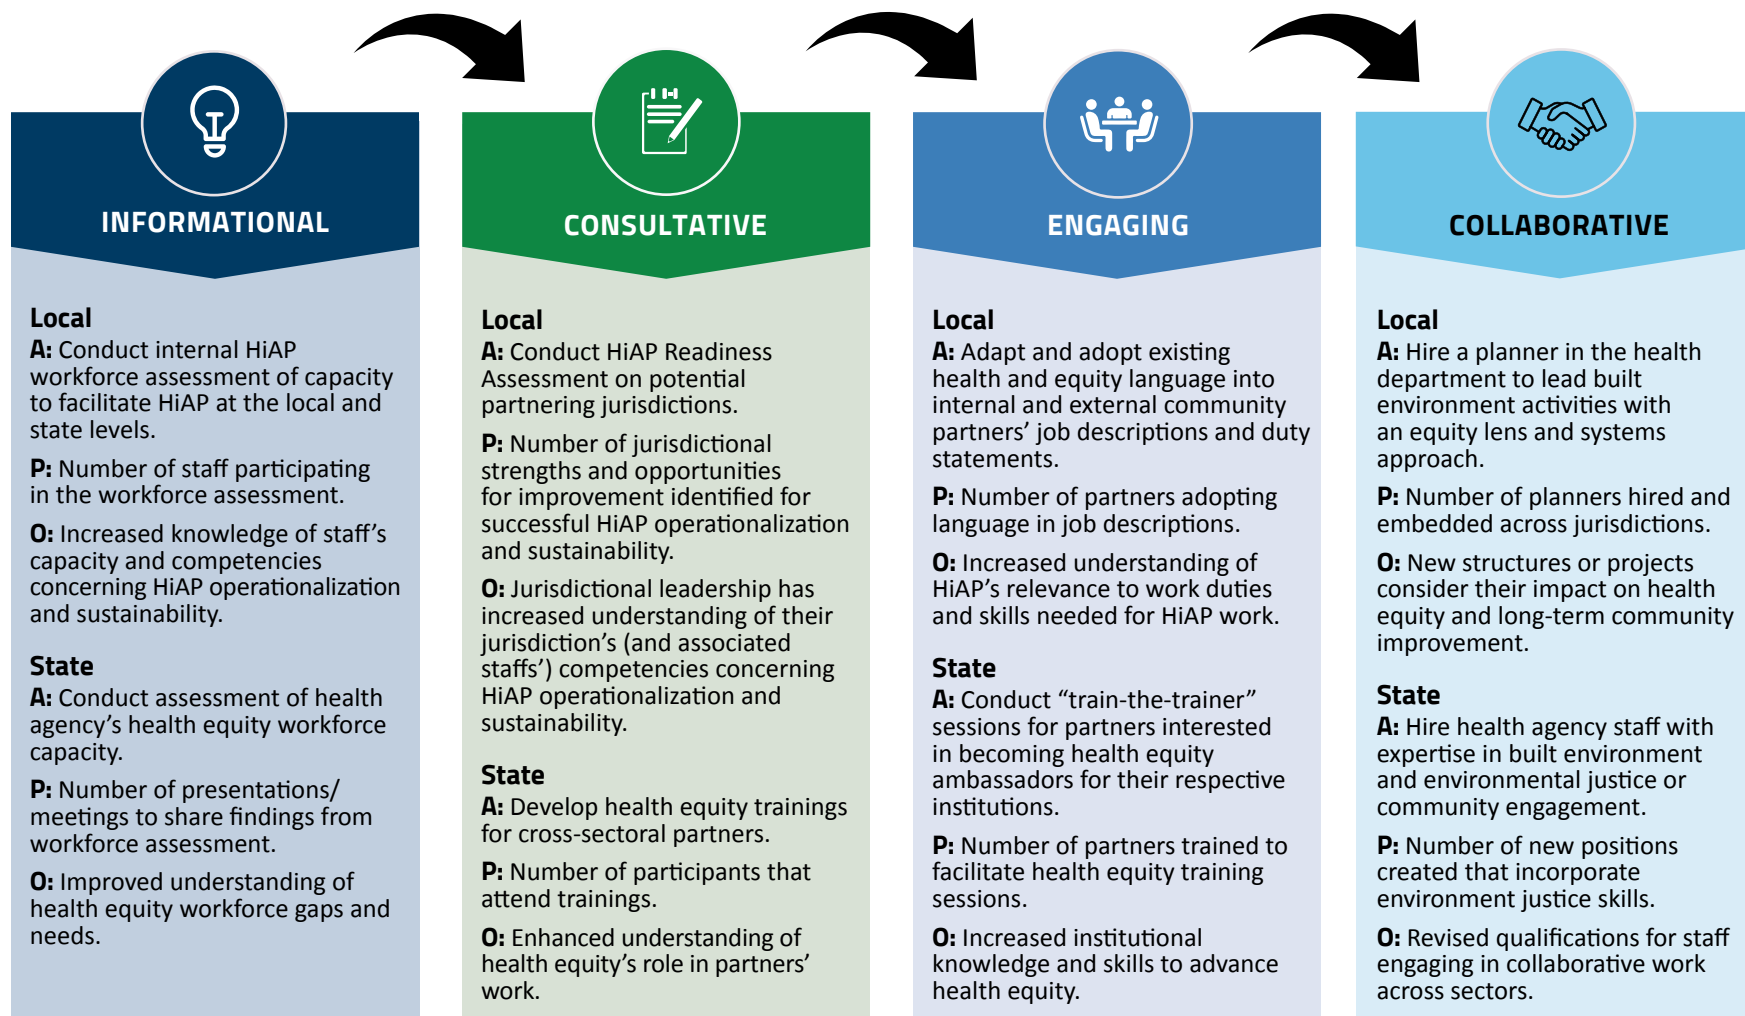 INFORMATIONAL
Local
A: Conduct internal HiAP
workforce assessment of capacity
to facilitate HiAP at the local and
state levels.
P: Number of staff participating
in the workforce assessment.
O: Increased knowledge of staff’s
capacity and competencies
concerning HiAP operationalization
and sustainability.
State
A: Conduct assessment of health
agency’s health equity workforce
capacity.
P: Number of presentations/
meetings to share findings from
workforce assessment.
O: Improved understanding of
health equity workforce gaps and
needs.
CONSULTATIVE
Local
A: Conduct HiAP Readiness
Assessment on potential
partnering jurisdictions.
P: Number of jurisdictional
strengths and opportunities
for improvement identified for
successful HiAP operationalization
and sustainability.
O: Jurisdictional leadership has
increased understanding of their
jurisdiction’s (and associated
staffs’) competencies concerning
HiAP operationalization and
sustainability.
State
A: Develop health equity trainings
for cross-sectoral partners.
P: Number of participants that
attend trainings.
O: Enhanced understanding of
health equity’s role in partners’
work.
ENGAGING
Local
A: Adapt and adopt existing
health and equity language into
internal and external community
partners’ job descriptions and duty
statements.
P: Number of partners adopting
language in job descriptions.
O: Increased understanding of
HiAP’s relevance to work duties
and skills needed for HiAP work.
State
A: Conduct “train-the-trainer”
sessions for partners interested
in becoming health equity
ambassadors for their respective
institutions.
P: Number of partners trained to
facilitate health equity training
sessions.
O: Increased institutional
knowledge and skills to advance
health equity.
COLLABORATIVE
Local
A: Hire a planner in the health
department to lead built
environment activities with
an equity lens and systems
approach.
P: Number of planners hired and
embedded across jurisdictions.
O: New structures or projects
consider their impact on health
equity and long-term community
improvement.
State
A: Hire health agency staff with
expertise in built environment
and environmental justice or
community engagement.
P: Number of new positions
created that incorporate
environment justice skills.
O: Revised qualifications for staff
engaging in collaborative work
across sectors.